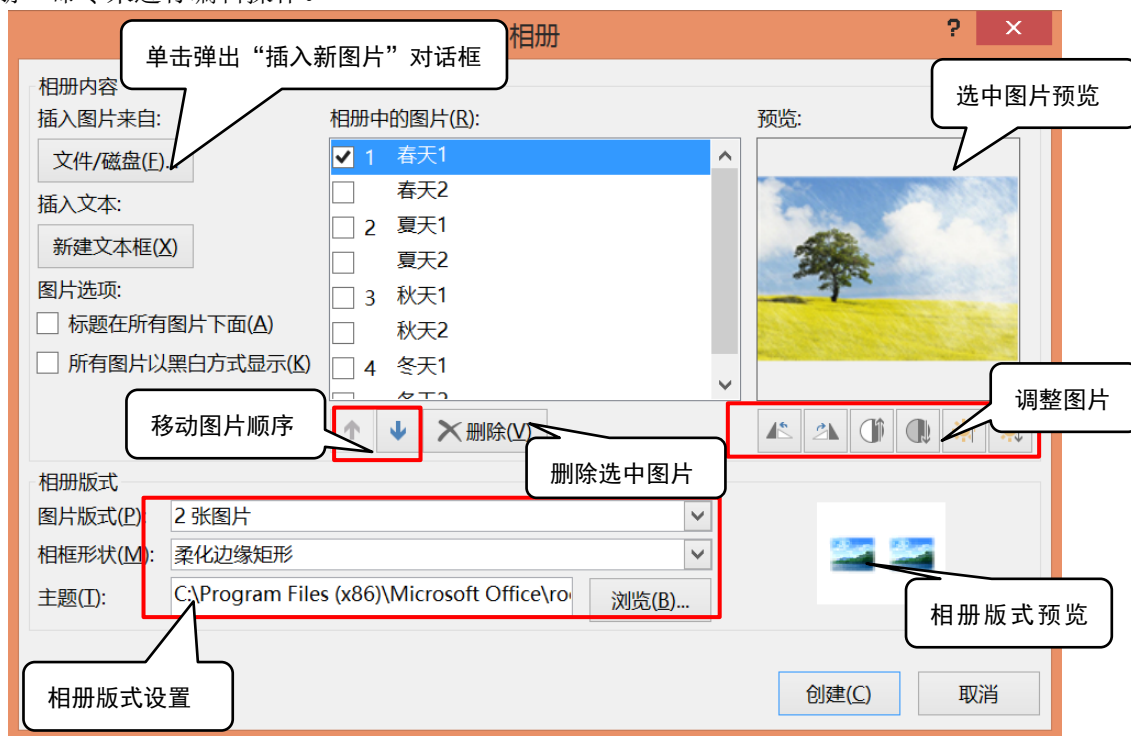 相册
?
×
单击弹出“插入新图片”对话框
选中图片预览
相册内容
插入图片来自:
相册中的图片(R):
预览:
文件/磁盘(F)...
插入文本:
新建文本框(X)
图片选项:
标题在所有图片下面(A)
所有图片以黑白方式显示(K)
1 春天1
春天2
2 夏天1
夏天2
3 秋天1
秋天2
4 冬天1
移动图片顺序
删除(V)
删除选中图片
调整图片
相册版式
图片版式(P):
2 张图片
相框形状(M):
柔化边缘矩形
主题(T):
C:\Program Files (x86)\Microsoft Office\roo
浏览(B)...
相册版式预览
相册版式设置
创建(C)
取消